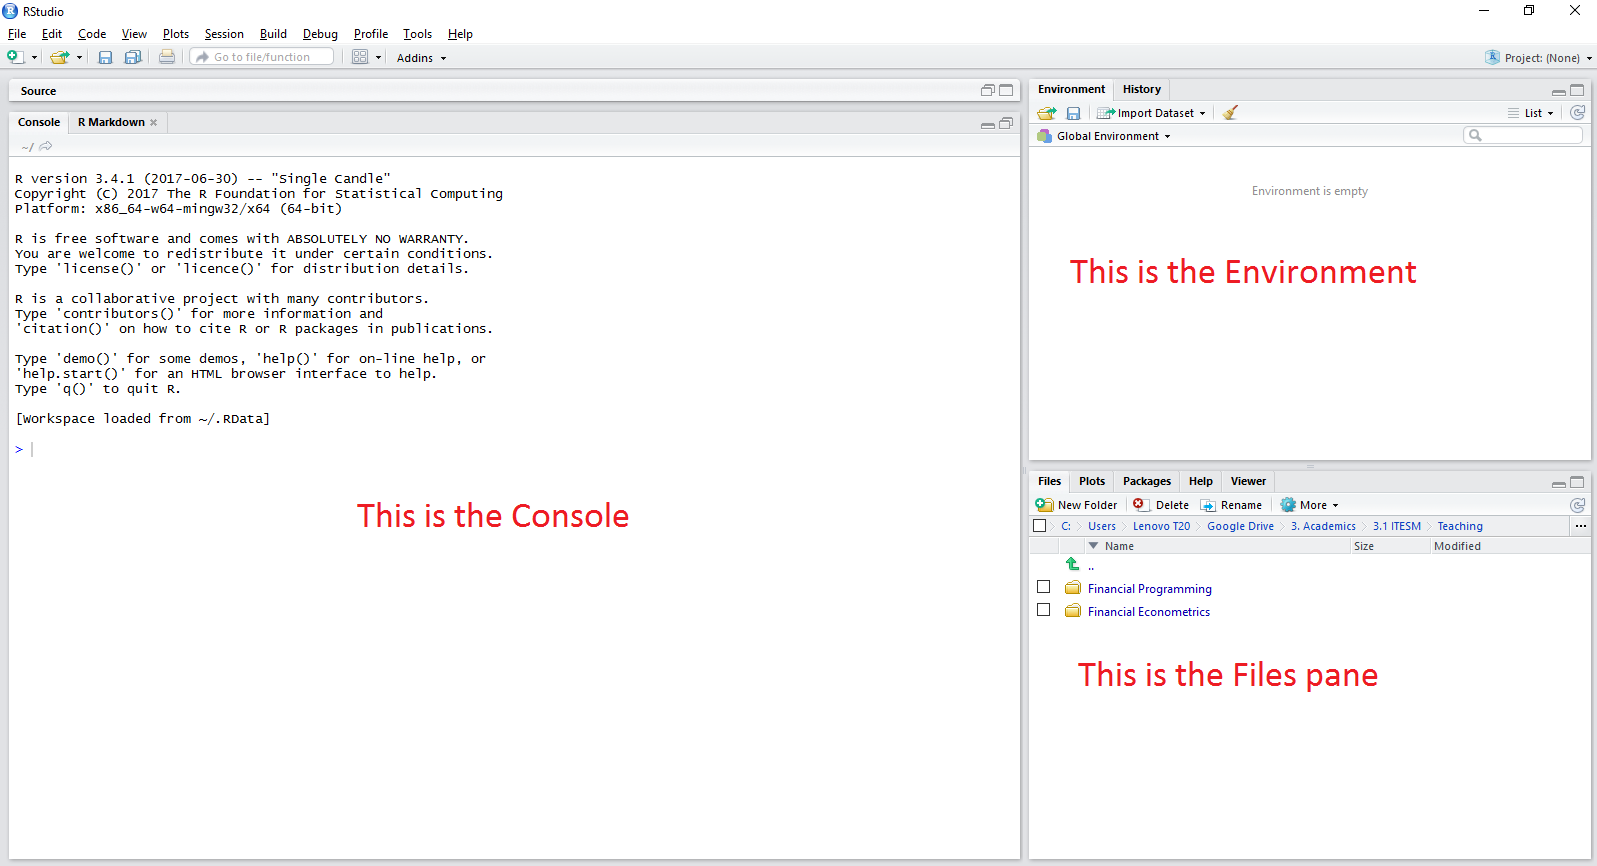 RStudio
File Edit Code View Plots Session Build Debug Profile Tools Help
Go to file/function Addins Project: (None)
Source
Console R Markdown
~/
R version 3.4.1 (2017-06-30) -- "Single Candle"
Copyright (C) 2017 The R Foundation for Statistical Computing
Platform: x86_64-w64-mingw32/x64 (64-bit)
R is free software and comes with ABSOLUTELY NO WARRANTY.
You are welcome to redistribute it under certain conditions.
Type 'license()' or 'licence()' for distribution details.
R is a collaborative project with many contributors.
Type 'contributors()' for more information and
'citation()' on how to cite R or R packages in publications.
Type 'demo()' for some demos, 'help()' for on-line help, or
'help.start()' for an HTML browser interface to help.
Type 'q()' to quit R.
[Workspace loaded from ~/.RData]
>
This is the Console
Environment History
Import Dataset List
Global Environment
Environment is empty
This is the Environment
Files Plots Packages Help Viewer
New Folder Delete Rename More
C: Users Lenovo T20 Google Drive 3. Academics 3.1 ITESM Teaching ...
Name Size Modified
..
Financial Programming
Financial Econometrics
This is the Files pane